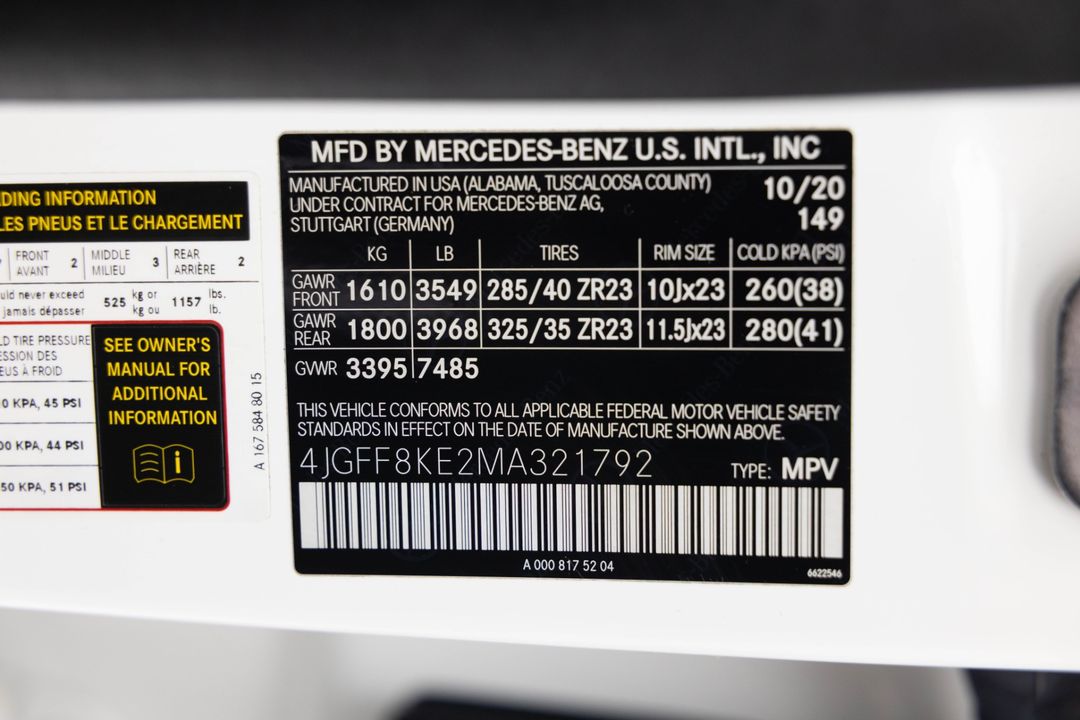 DING INFORMATION
LES PNEUS ET LE CHARGEMENT
FRONT AVANT 2 MIDDLE MILIEU 3 REAR ARRIÈRE 2
uld never exceed 525 kg or 1157 lbs.
jamais dépasser kg ou lb.
LD TIRE PRESSURE
ESSION DES
EUS À FROID
0 KPA, 45 PSI
00 KPA, 44 PSI
50 KPA, 51 PSI
SEE OWNER'S
MANUAL FOR
ADDITIONAL
INFORMATION
A 167 584 80 15
MFD BY MERCEDES-BENZ U.S. INTL., INC
MANUFACTURED IN USA (ALABAMA, TUSCALOOSA COUNTY) 10/20
UNDER CONTRACT FOR MERCEDES-BENZ AG,
STUTTGART (GERMANY) 149
KG LB TIRES RIM SIZE COLD KPA (PSI)
GAWR FRONT 1610 3549 285/40 ZR23 10Jx23 260(38)
GAWR REAR 1800 3968 325/35 ZR23 11.5Jx23 280(41)
GVWR 3395 7485
THIS VEHICLE CONFORMS TO ALL APPLICABLE FEDERAL MOTOR VEHICLE SAFETY
STANDARDS IN EFFECT ON THE DATE OF MANUFACTURE SHOWN ABOVE.
4JGFF8KE2MA321792 TYPE: MPV
A 000 817 52 04
6622546